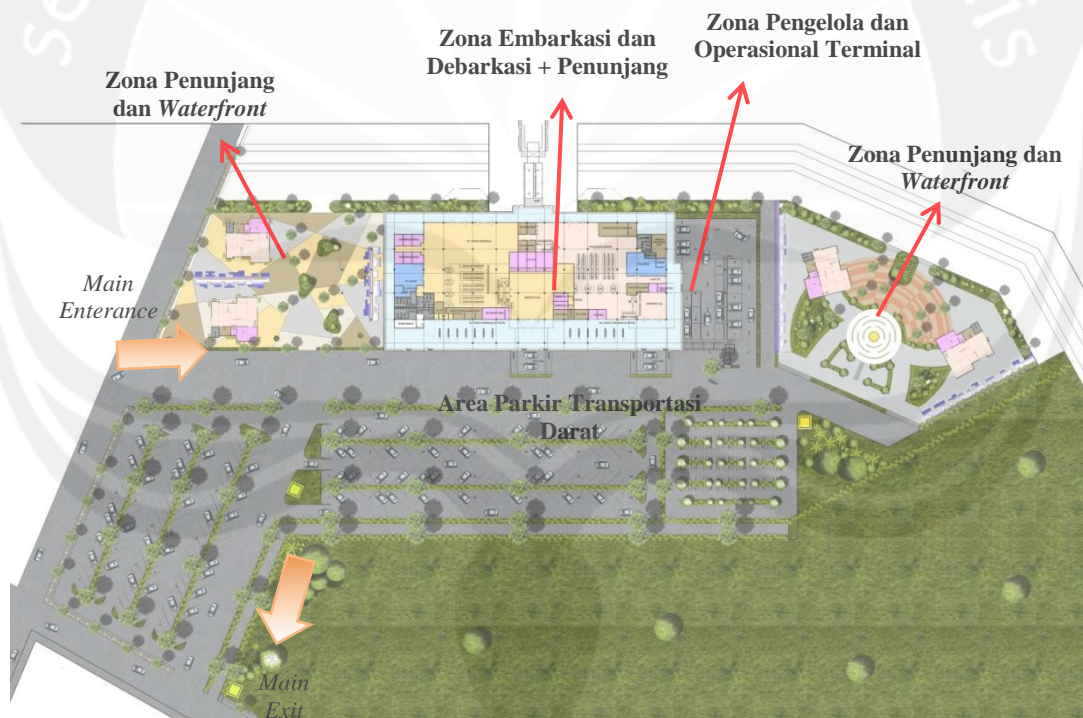 Zona Pengelola dan
Operasional Terminal
Zona Embarkasi dan
Debarkasi + Penunjang
Zona Penunjang
dan Waterfront
Zona Penunjang dan
Waterfront
Main
Enterance
Area Parkir Transportasi
Darat
Main
Exit